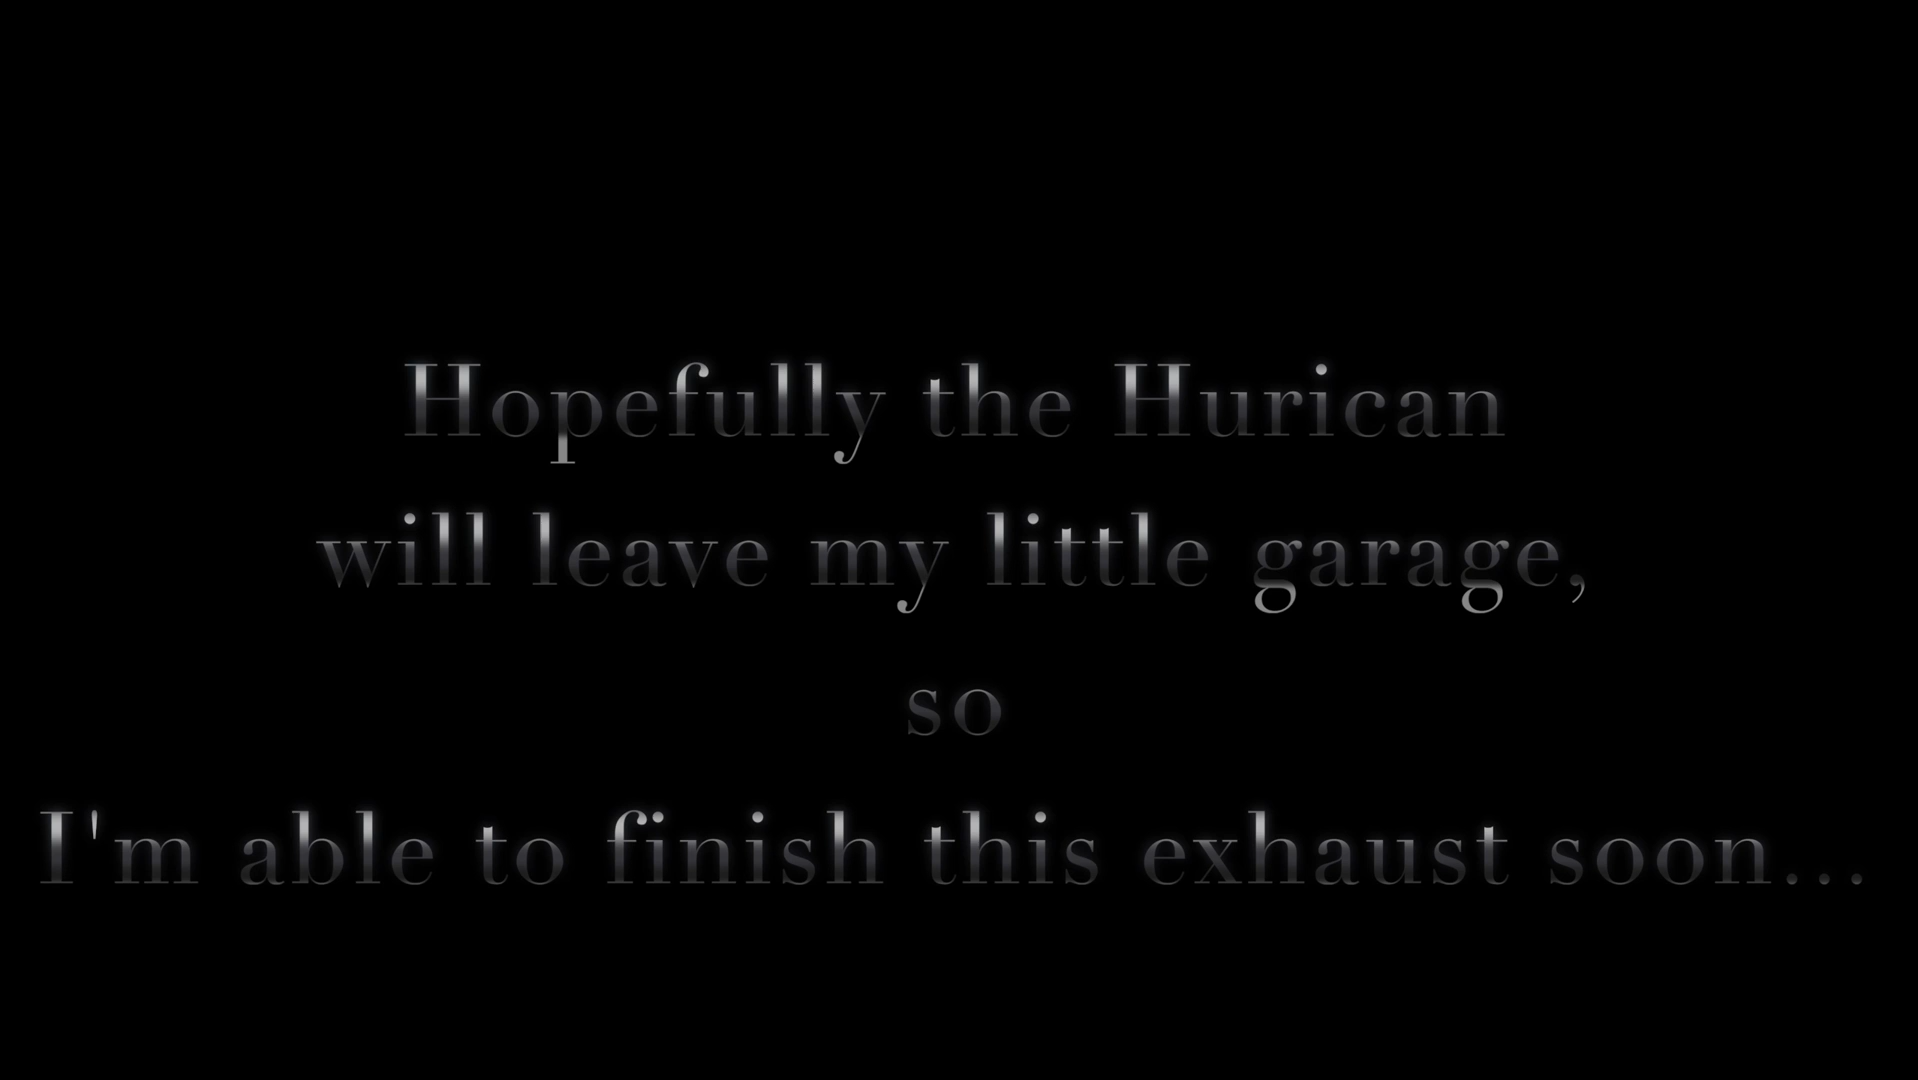 Hopefully the Hurican
will leave my little garage,
so
I'm able to finish this exhaust soon...